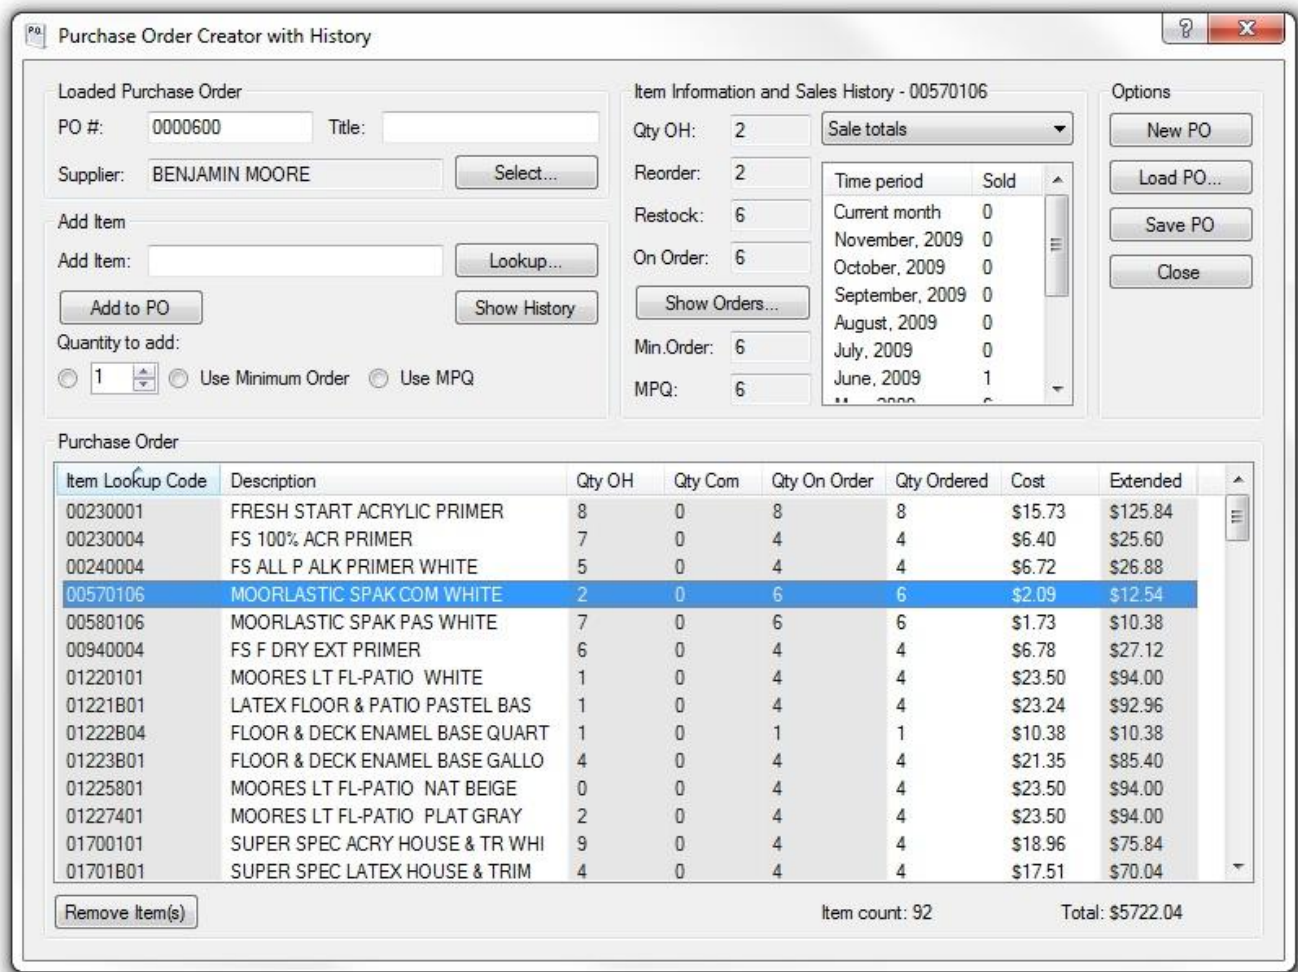 P.O.
Purchase Order Creator with History
?
X
Loaded Purchase Order
PO #: 0000600 Title:
Supplier: BENJAMIN MOORE Select...
Add Item
Add Item: Lookup...
Add to PO Show History
Quantity to add:
1 Use Minimum Order Use MPQ
Item Information and Sales History - 00570106
Qty OH: 2 Sale totals
Reorder: 2
Restock: 6
On Order: 6
Show Orders...
Min.Order: 6
MPQ: 6
Time period Sold
Current month 0
November, 2009 0
October, 2009 0
September, 2009 0
August, 2009 0
July, 2009 0
June, 2009 1
Options
New PO
Load PO...
Save PO
Close
Purchase Order
Item Lookup Code Description Qty OH Qty Com Qty On Order Qty Ordered Cost Extended
00230001 FRESH START ACRYLIC PRIMER 8 0 8 8 $15.73 $125.84
00230004 FS 100% ACR PRIMER 7 0 4 4 $6.40 $25.60
00240004 FS ALL P ALK PRIMER WHITE 5 0 4 4 $6.72 $26.88
00570106 MOORLASTIC SPAK COM WHITE 2 0 6 6 $2.09 $12.54
00580106 MOORLASTIC SPAK PAS WHITE 7 0 6 6 $1.73 $10.38
00940004 FS F DRY EXT PRIMER 6 0 4 4 $6.78 $27.12
01220101 MOORES LT FL-PATIO WHITE 1 0 4 4 $23.50 $94.00
01221B01 LATEX FLOOR & PATIO PASTEL BAS 1 0 4 4 $23.24 $92.96
01222B04 FLOOR & DECK ENAMEL BASE QUART 1 0 1 1 $10.38 $10.38
01223B01 FLOOR & DECK ENAMEL BASE GALLO 4 0 4 4 $21.35 $85.40
01225801 MOORES LT FL-PATIO NAT BEIGE 0 0 4 4 $23.50 $94.00
01227401 MOORES LT FL-PATIO PLAT GRAY 2 0 4 4 $23.50 $94.00
01700101 SUPER SPEC ACRY HOUSE & TR WHI 9 0 4 4 $18.96 $75.84
01701B01 SUPER SPEC LATEX HOUSE & TRIM 4 0 4 4 $17.51 $70.04
Remove Item(s) Item count: 92 Total: $5722.04